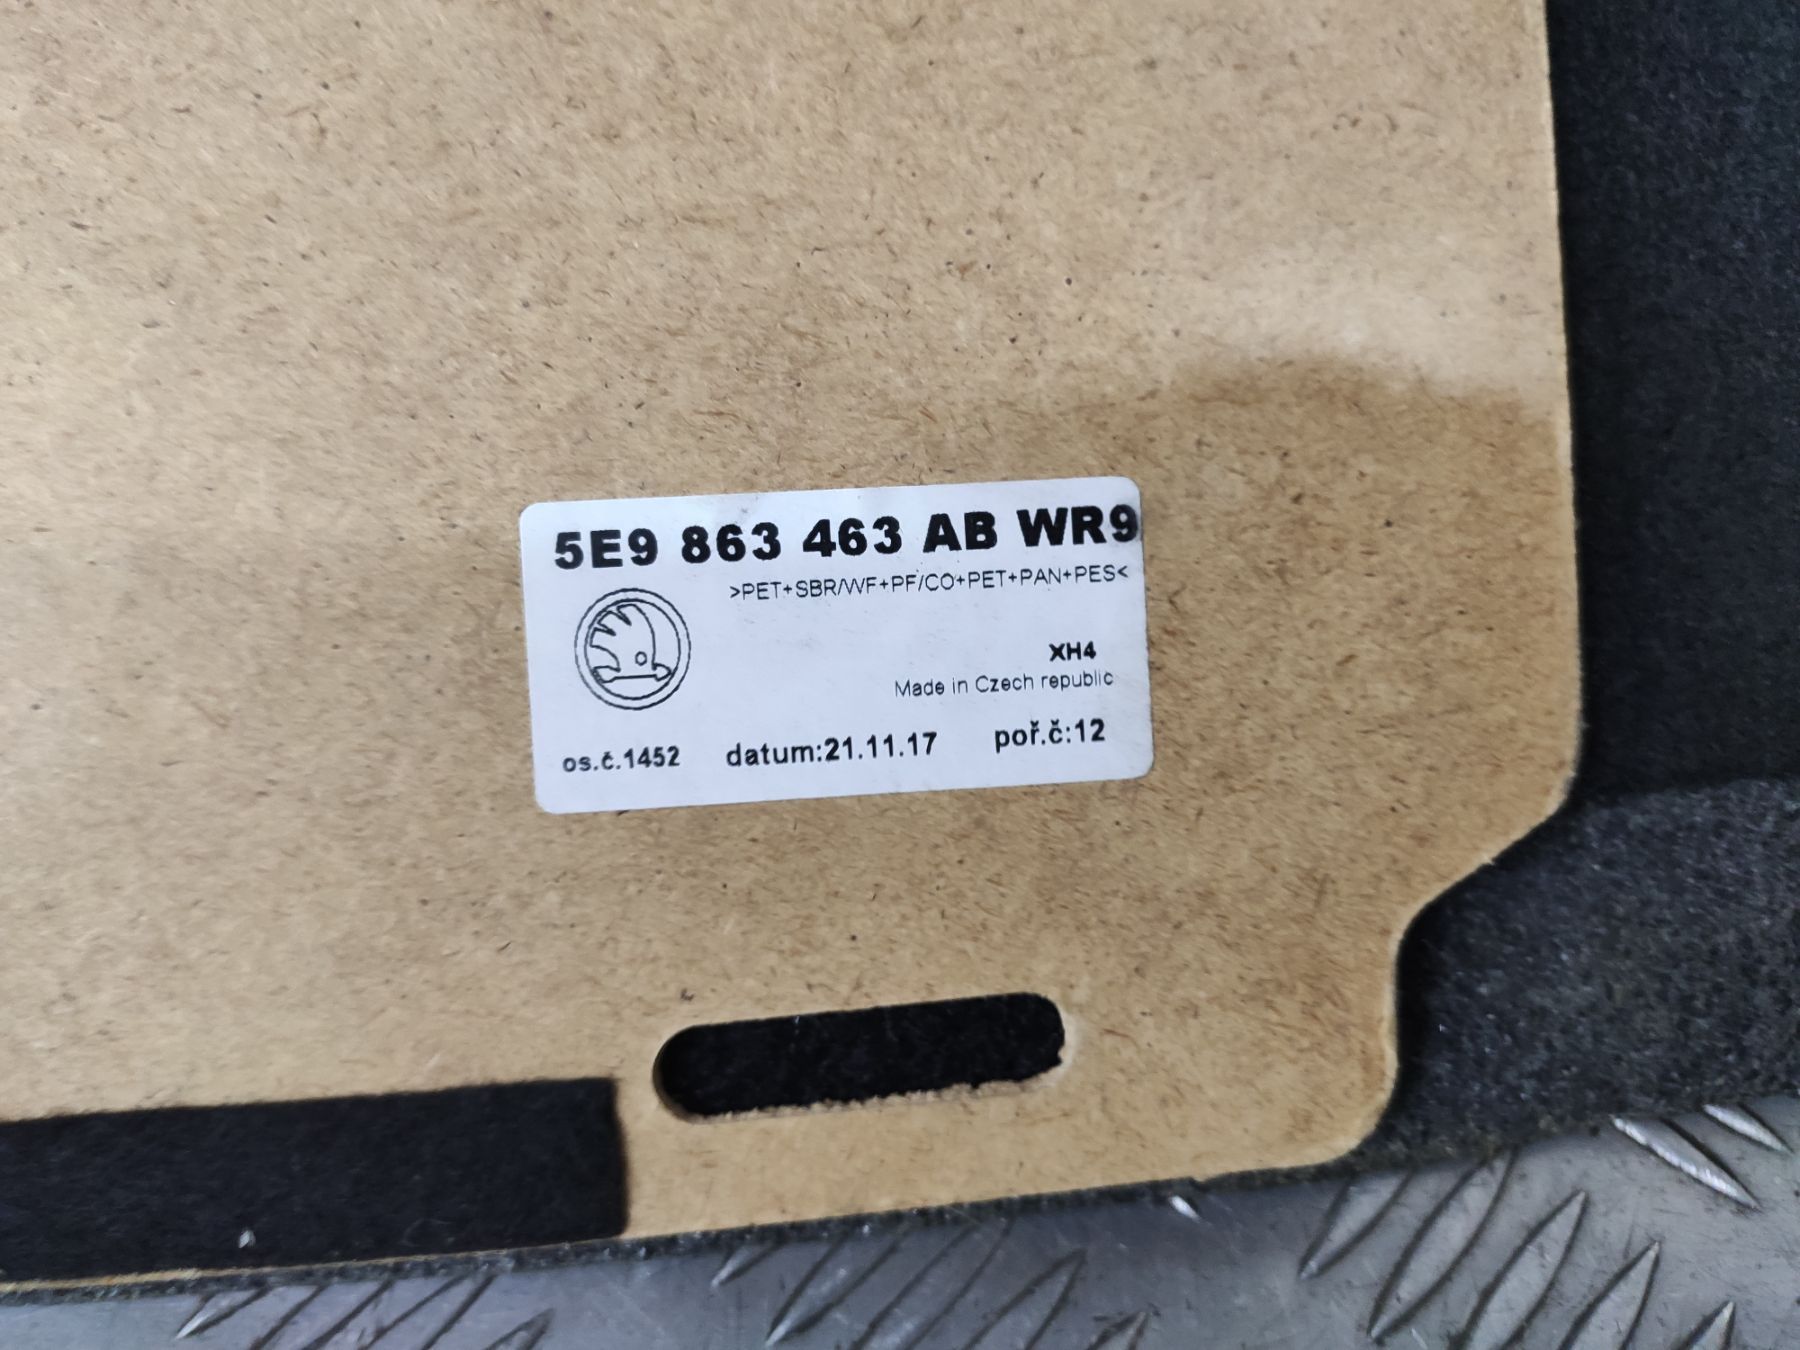 5E9 863 463 AB WR9
>PET+SBR/WF+PF/CO+PET+PAN+PES<
XH4
Made in Czech republic
os.č.1452 datum:21.11.17 poř.č:12